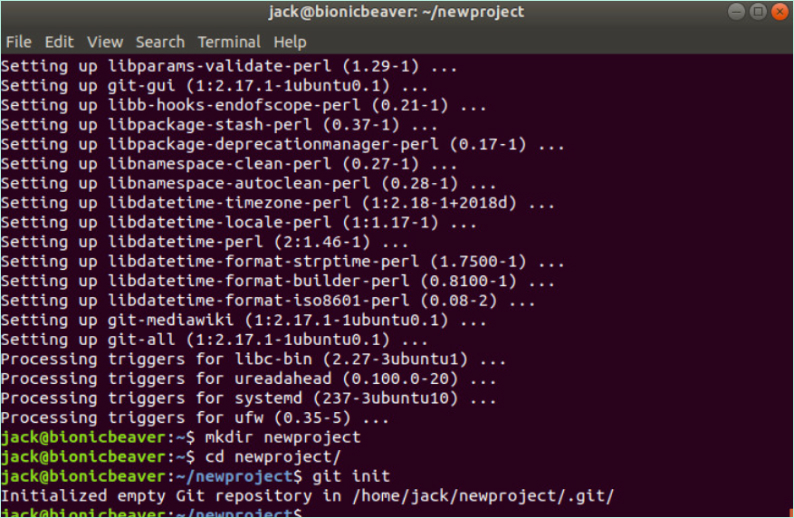 jack@bionicbeaver: ~/newproject
File Edit View Search Terminal Help
Setting up libparams-validate-perl (1.29-1) ...
Setting up git-gui (1:2.17.1-1ubuntu0.1) ...
Setting up libb-hooks-endofscope-perl (0.21-1) ...
Setting up libpackage-stash-perl (0.37-1) ...
Setting up libpackage-deprecationmanager-perl (0.17-1) ...
Setting up libnamespace-clean-perl (0.27-1) ...
Setting up libnamespace-autoclean-perl (0.28-1) ...
Setting up libdatetime-timezone-perl (1:2.18-1+2018d) ...
Setting up libdatetime-locale-perl (1:1.17-1) ...
Setting up libdatetime-perl (2:1.46-1) ...
Setting up libdatetime-format-strptime-perl (1.7500-1) ...
Setting up libdatetime-format-builder-perl (0.8100-1) ...
Setting up libdatetime-format-iso8601-perl (0.08-2) ...
Setting up git-mediawiki (1:2.17.1-1ubuntu0.1) ...
Setting up git-all (1:2.17.1-1ubuntu0.1) ...
Processing triggers for libc-bin (2.27-3ubuntu1) ...
Processing triggers for ureadahead (0.100.0-20) ...
Processing triggers for systemd (237-3ubuntu10) ...
Processing triggers for ufw (0.35-5) ...
jack@bionicbeaver:~$ mkdir newproject
jack@bionicbeaver:~$ cd newproject/
jack@bionicbeaver:~/newproject$ git init
Initialized empty Git repository in /home/jack/newproject/.git/
jack@bionicbeaver:~/newproject$